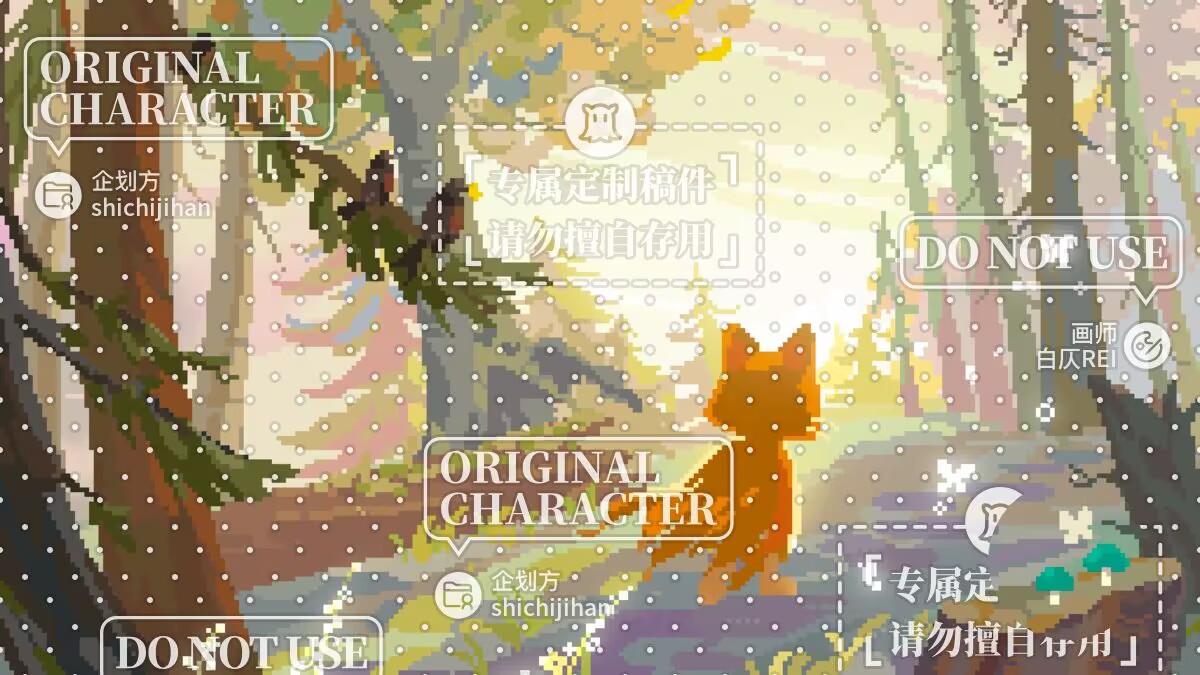 ORIGINAL
CHARACTER
企划方
shichijihan
专属定制稿件
请勿擅自存用
DO NOT USE
画师
白仄REI
ORIGINAL
CHARACTER
企划方
shichijihan
专属定
请勿擅自存用
DO NOT USE